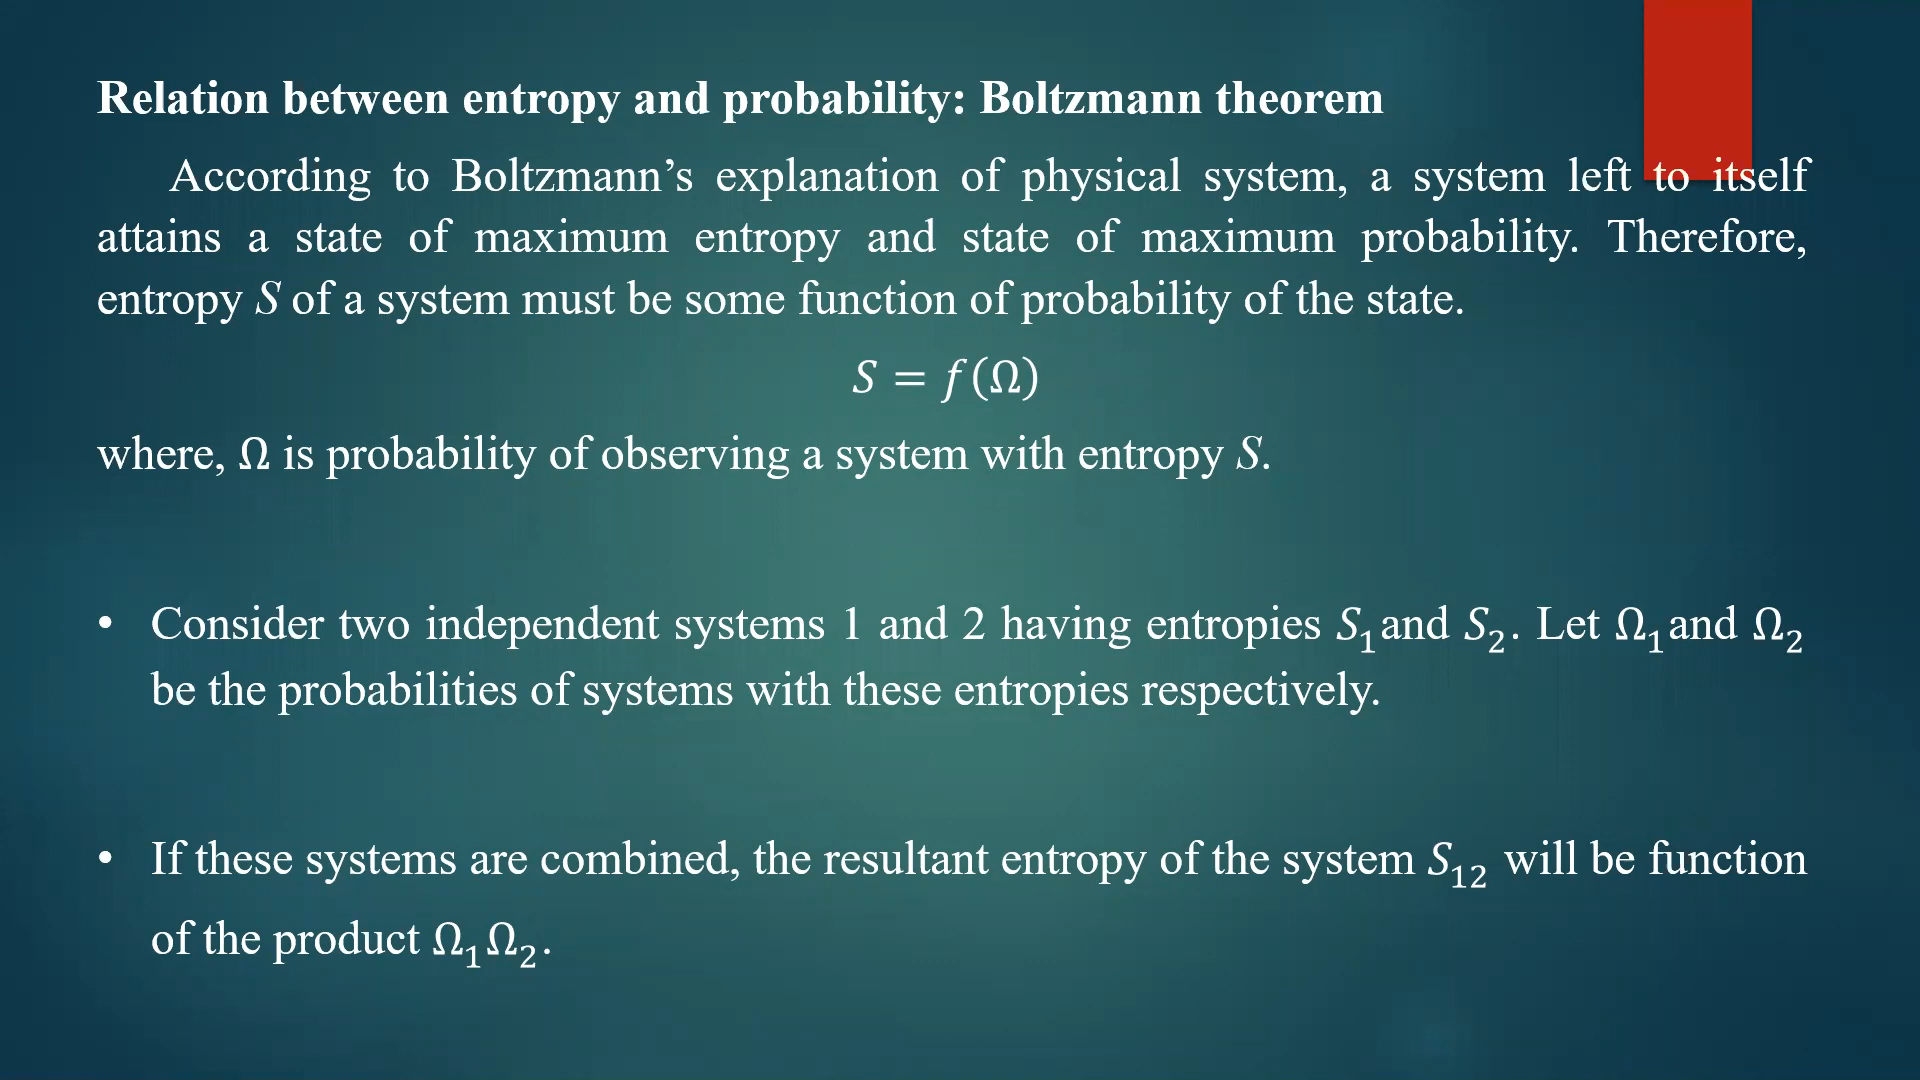 Relation between entropy and probability: Boltzmann theorem
According to Boltzmann’s explanation of physical system, a system left to itself
attains a state of maximum entropy and state of maximum probability. Therefore,
entropy S of a system must be some function of probability of the state.
S = f(Ω)
where, Ω is probability of observing a system with entropy S.
• Consider two independent systems 1 and 2 having entropies S₁and S₂. Let Ω₁and Ω₂
be the probabilities of systems with these entropies respectively.
• If these systems are combined, the resultant entropy of the system S₁₂ will be function
of the product Ω₁Ω₂.